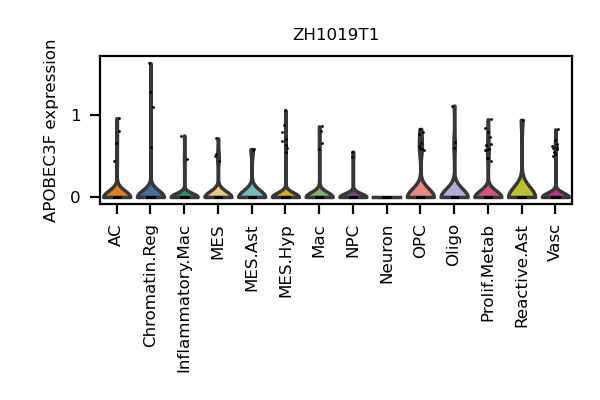 ZH1019T1
APOBEC3F expression
1
0
AC
Chromatin.Reg
Inflammatory.Mac
MES
MES.Ast
MES.Hyp
Mac
NPC
Neuron
OPC
Oligo
Prolif.Metab
Reactive.Ast
Vasc